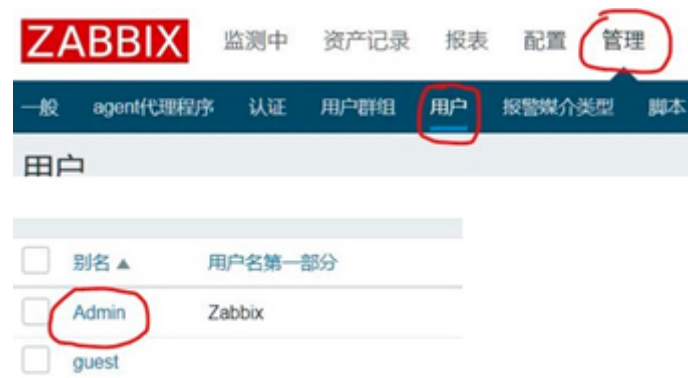 ZABBIX 监测中 资产记录 报表 配置 管理
一般 agent代理程序 认证 用户群组 用户 报警媒介类型 脚本
用户
别名▲ 用户名第一部分
Admin Zabbix
guest